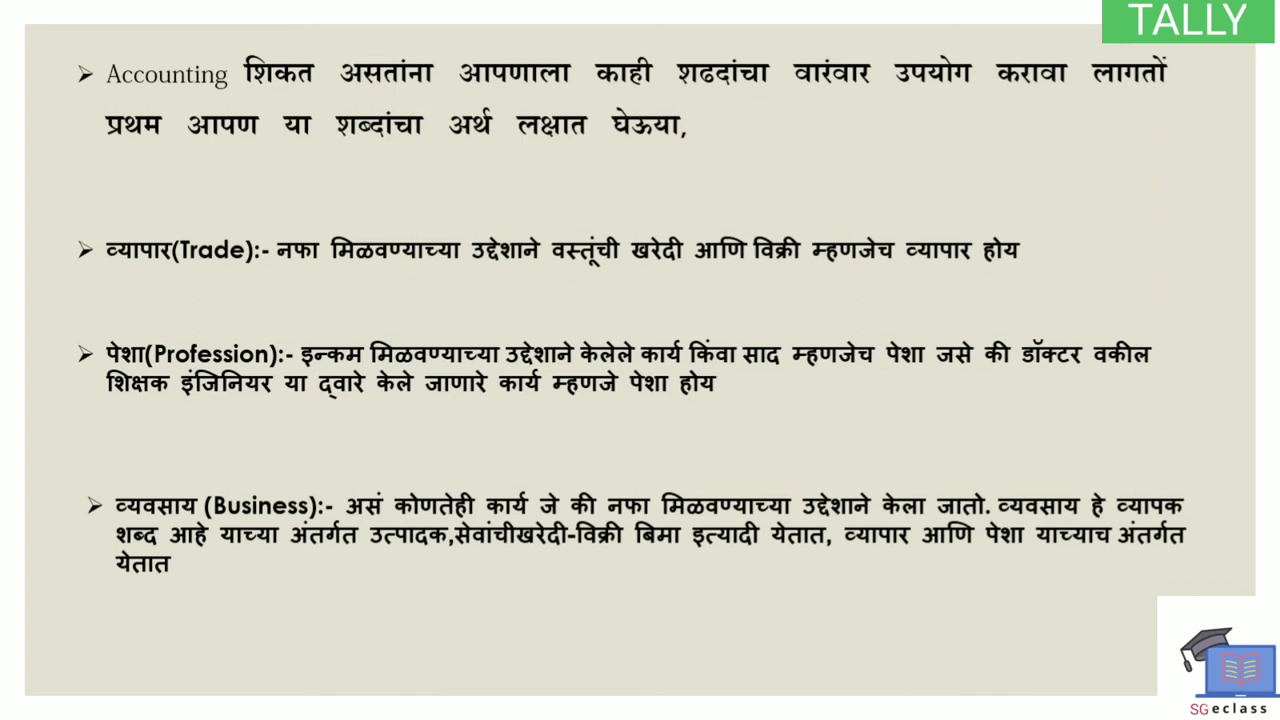 TALLY
Accounting शिकत असतांना आपणाला काही शढदांचा वारंवार उपयोग करावा लागतों
प्रथम आपण या शब्दांचा अर्थ लक्षात घेऊया,
व्यापार(Trade):- नफा मिळवण्याच्या उद्देशाने वस्तूंची खरेदी आणि विक्री म्हणजेच व्यापार होय
पेशा(Profession):- इन्कम मिळवण्याच्या उद्देशाने केलेले कार्य किंवा साद म्हणजेच पेशा जसे की डॉक्टर वकील
शिक्षक इंजिनियर या द्वारे केले जाणारे कार्य म्हणजे पेशा होय
व्यवसाय (Business):- असं कोणतेही कार्य जे की नफा मिळवण्याच्या उद्देशाने केला जातो. व्यवसाय हे व्यापक
शब्द आहे याच्या अंतर्गत उत्पादक,सेवांचीखरेदी-विक्री बिमा इत्यादी येतात, व्यापार आणि पेशा याच्याच अंतर्गत
येतात
SGeclass